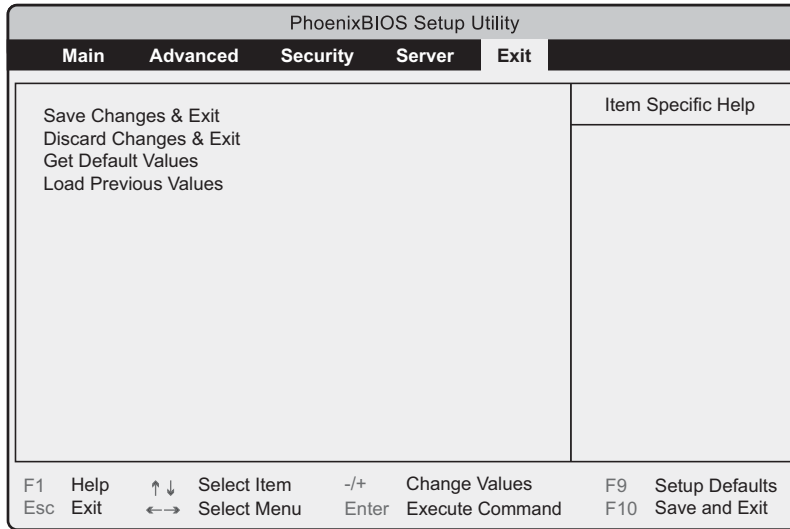 PhoenixBIOS Setup Utility
Main Advanced Security Server Exit
Save Changes & Exit
Discard Changes & Exit
Get Default Values
Load Previous Values
Item Specific Help
F1 Help ↑↓ Select Item -/+ Change Values F9 Setup Defaults
Esc Exit ←→ Select Menu Enter Execute Command F10 Save and Exit